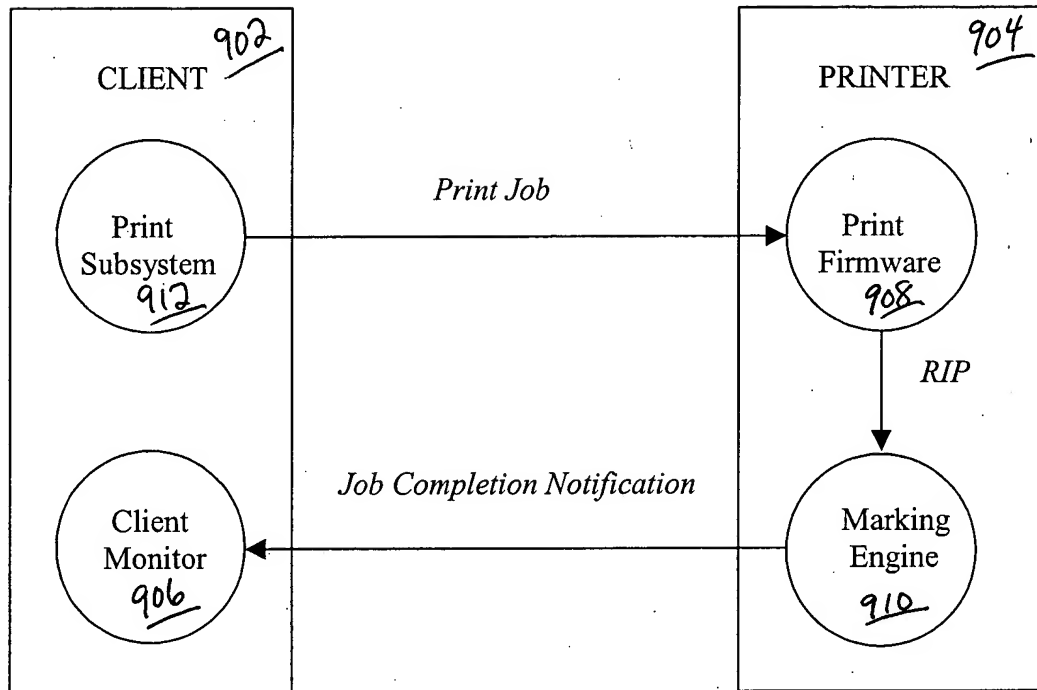 902
CLIENT
904
PRINTER
Print
Subsystem
912
Print Job
Print
Firmware
908
RIP
Job Completion Notification
Client
Monitor
906
Marking
Engine
910